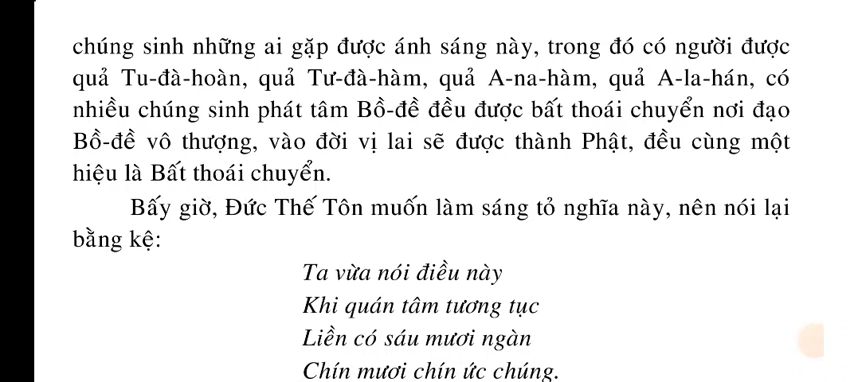 chúng sinh những ai gặp được ánh sáng này, trong đó có người được
quả Tu-đà-hoàn, quả Tư-đà-hàm, quả A-na-hàm, quả A-la-hán, có
nhiều chúng sinh phát tâm Bồ-đề đều được bất thoái chuyển nơi đạo
Bồ-đề vô thượng, vào đời vị lai sẽ được thành Phật, đều cùng một
hiệu là Bất thoái chuyển.
Bấy giờ, Đức Thế Tôn muốn làm sáng tỏ nghĩa này, nên nói lại
bằng kệ:
Ta vừa nói điều này
Khi quán tâm tương tục
Liền có sáu mươi ngàn
Chín mươi chín ức chúng.